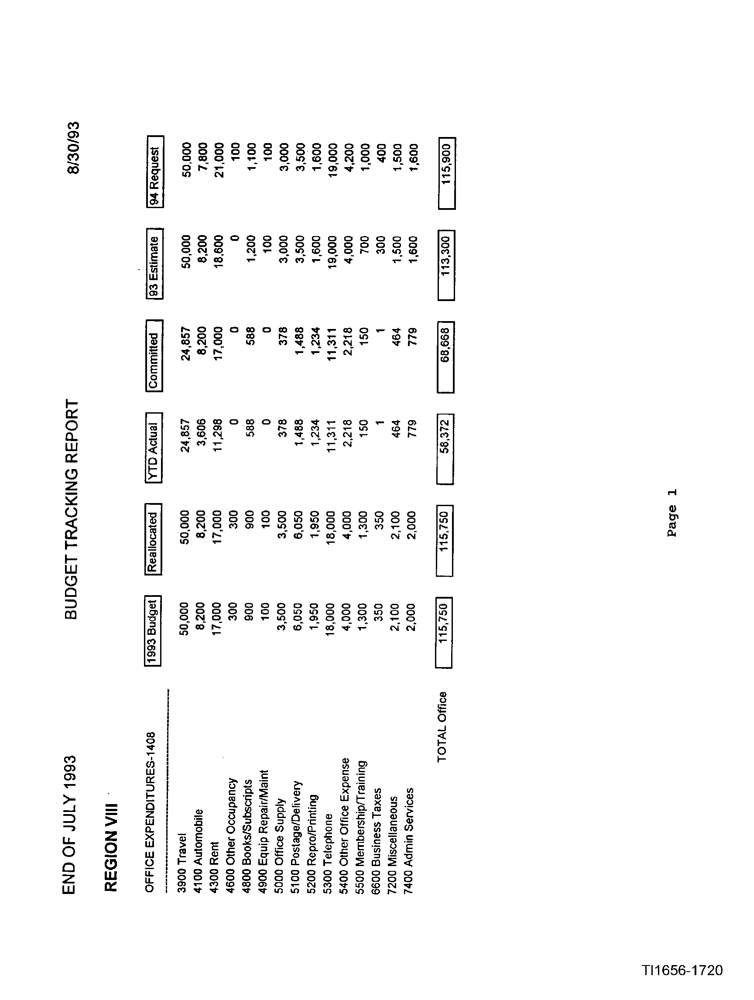 END OF JULY 1993 BUDGET TRACKING REPORT 8/30/93
REGION VIII
OFFICE EXPENDITURES-1408 1993 Budget Reallocated YTD Actual Committed 93 Estimate 94 Request
3900 Travel 50,000 50,000 24,857 24,857 50,000 50,000
4100 Automobile 8,200 8,200 3,606 8,200 8,200 7,800
4300 Rent 17,000 17,000 11,298 17,000 18,600 21,000
4600 Other Occupancy 300 300 0 0 0 100
4800 Books/Subscripts 900 900 588 588 1,200 1,100
4900 Equip Repair/Maint 100 100 0 0 100 100
5000 Office Supply 3,500 3,500 378 378 3,000 3,000
5100 Postage/Delivery 6,050 6,050 1,488 1,488 3,500 3,500
5200 Repro/Printing 1,950 1,950 1,234 1,234 1,600 1,600
5300 Telephone 18,000 18,000 11,311 11,311 19,000 19,000
5400 Other Office Expense 4,000 4,000 2,218 2,218 4,000 4,200
5500 Membership/Training 1,300 1,300 150 150 700 1,000
6600 Business Taxes 350 350 1 1 300 400
7200 Miscellaneous 2,100 2,100 464 464 1,500 1,500
7400 Admin Services 2,000 2,000 779 779 1,600 1,600
TOTAL Office 115,750 115,750 58,372 68,668 113,300 115,900
Page 1
TI1656-1720